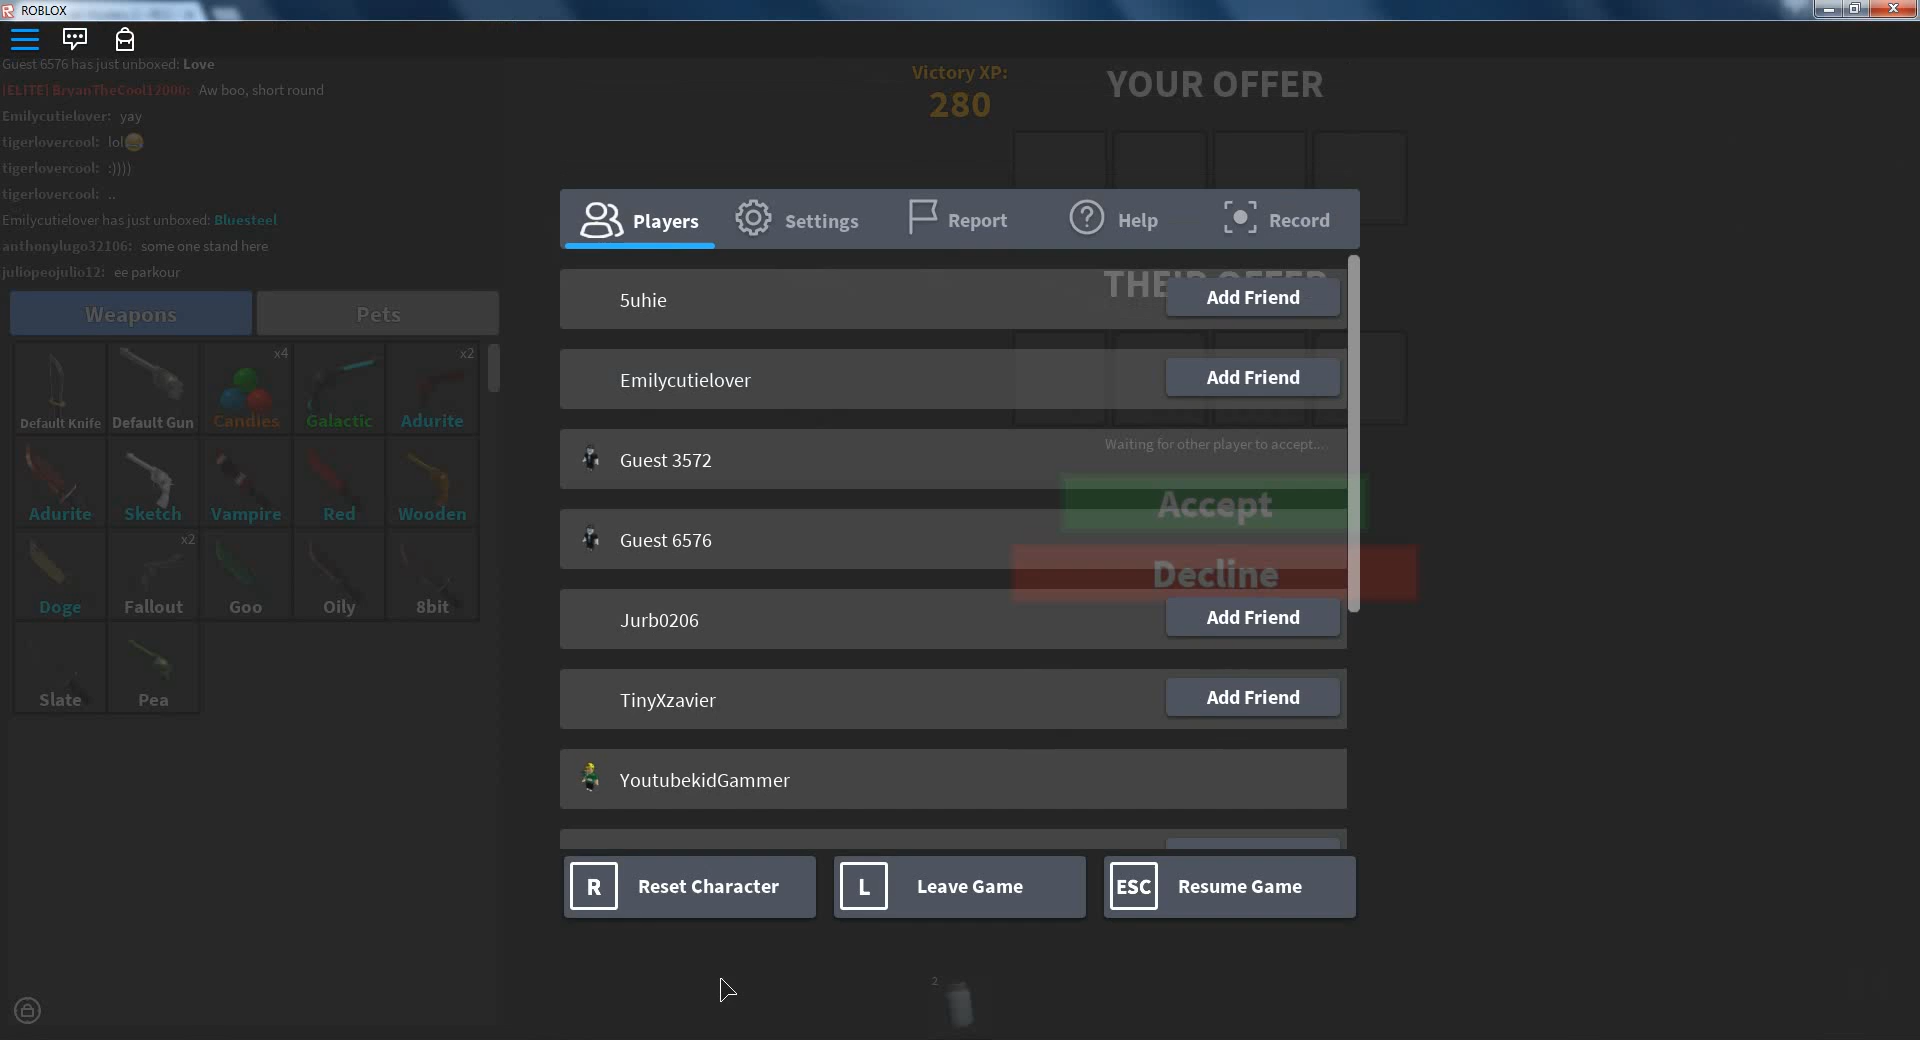 ROBLOX
Guest 6576 has just unboxed: Love
[ELITE] BryanTheCool12000: Aw boo, short round
Emilycutielover: yay
tigerlovercool: lol
tigerlovercool: :))))
tigerlovercool: ..
Emilycutielover has just unboxed: Bluesteel
anthonylugo32106: some one stand here
juliopeojulio12: ee parkour
Victory XP:
280
YOUR OFFER
Players Settings Report Help Record
Weapons Pets
x4 x2
Default Knife Default Gun Candies Galactic Adurite
Adurite Sketch Vampire Red Wooden
x2
Doge Fallout Goo Oily 8bit
Slate Pea
THEIR OFFER
5uhie Add Friend
Emilycutielover Add Friend
Guest 3572
Waiting for other player to accept....
Accept
Guest 6576
Decline
Jurb0206 Add Friend
TinyXzavier Add Friend
YoutubekidGammer
R Reset Character L Leave Game ESC Resume Game
2